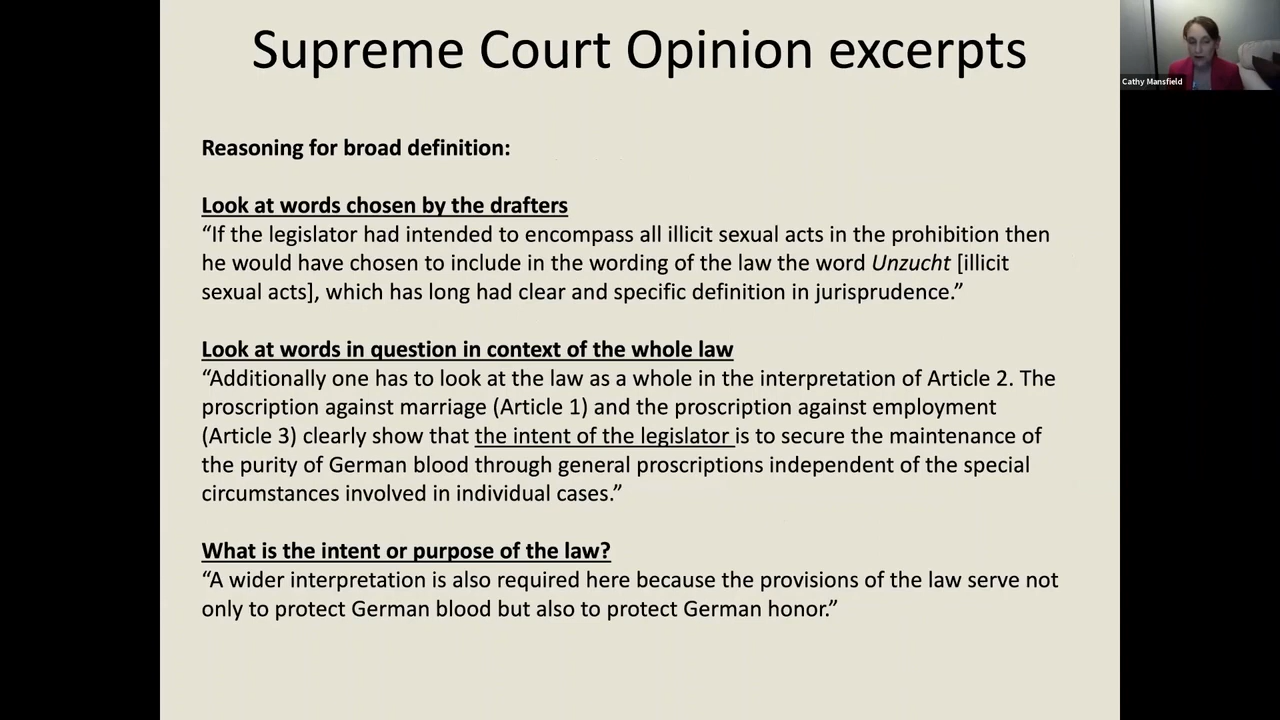 Supreme Court Opinion excerpts
Cathy Mansfield
Reasoning for broad definition:
Look at words chosen by the drafters
“If the legislator had intended to encompass all illicit sexual acts in the prohibition then
he would have chosen to include in the wording of the law the word Unzucht [illicit
sexual acts], which has long had clear and specific definition in jurisprudence.”
Look at words in question in context of the whole law
“Additionally one has to look at the law as a whole in the interpretation of Article 2. The
proscription against marriage (Article 1) and the proscription against employment
(Article 3) clearly show that the intent of the legislator is to secure the maintenance of
the purity of German blood through general proscriptions independent of the special
circumstances involved in individual cases.”
What is the intent or purpose of the law?
“A wider interpretation is also required here because the provisions of the law serve not
only to protect German blood but also to protect German honor.”